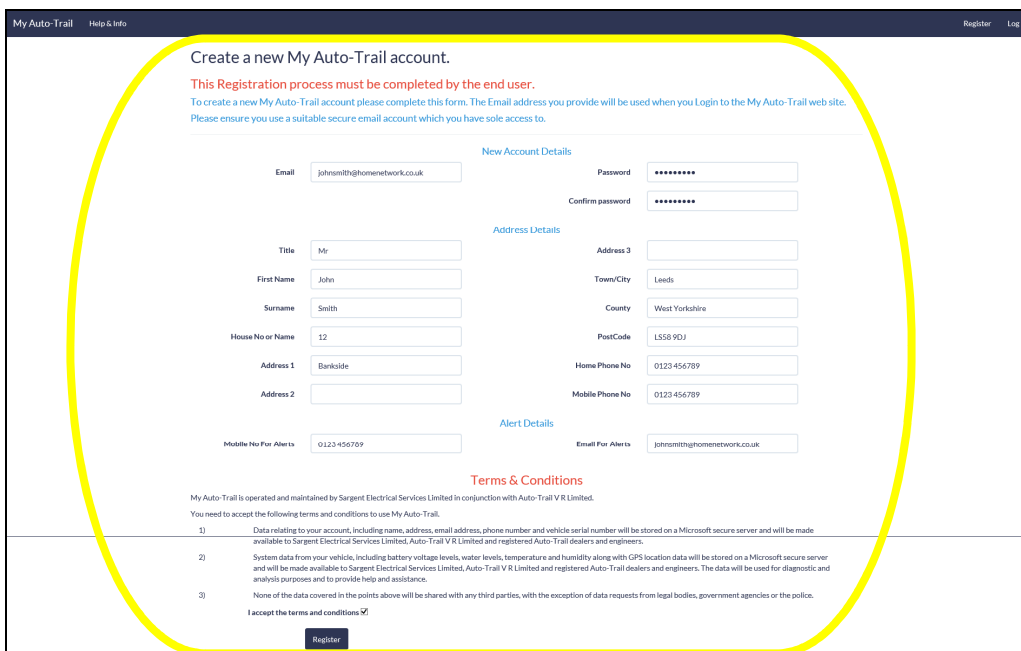 My Auto-Trail Help & Info Register Log
Create a new My Auto-Trail account.
This Registration process must be completed by the end user.
To create a new My Auto-Trail account please complete this form. The Email address you provide will be used when you Login to the My Auto-Trail web site.
Please ensure you use a suitable secure email account which you have sole access to.
New Account Details
Email johnsmith@homenetwork.co.uk Password •••••••••
Confirm password •••••••••
Address Details
Title Mr Address 3
First Name John Town/City Leeds
Surname Smith County West Yorkshire
House No or Name 12 PostCode LS58 9DJ
Address 1 Bankside Home Phone No 0123 456789
Address 2 Mobile Phone No 0123 456789
Alert Details
Mobile No For Alerts 0123 456789 Email For Alerts johnsmith@homenetwork.co.uk
Terms & Conditions
My Auto-Trail is operated and maintained by Sargent Electrical Services Limited in conjunction with Auto-Trail V R Limited.
You need to accept the following terms and conditions to use My Auto-Trail.
1) Data relating to your account, including name, address, email address, phone number and vehicle serial number will be stored on a Microsoft secure server and will be made
available to Sargent Electrical Services Limited, Auto-Trail V R Limited and registered Auto-Trail dealers and engineers.
2) System data from your vehicle, including battery voltage levels, water levels, temperature and humidity along with GPS location data will be stored on a Microsoft secure server
and will be made available to Sargent Electrical Services Limited, Auto-Trail V R Limited and registered Auto-Trail dealers and engineers. The data will be used for diagnostic and
analysis purposes and to provide help and assistance.
3) None of the data covered in the points above will be shared with any third parties, with the exception of data requests from legal bodies, government agencies or the police.
I accept the terms and conditions ☑
Register